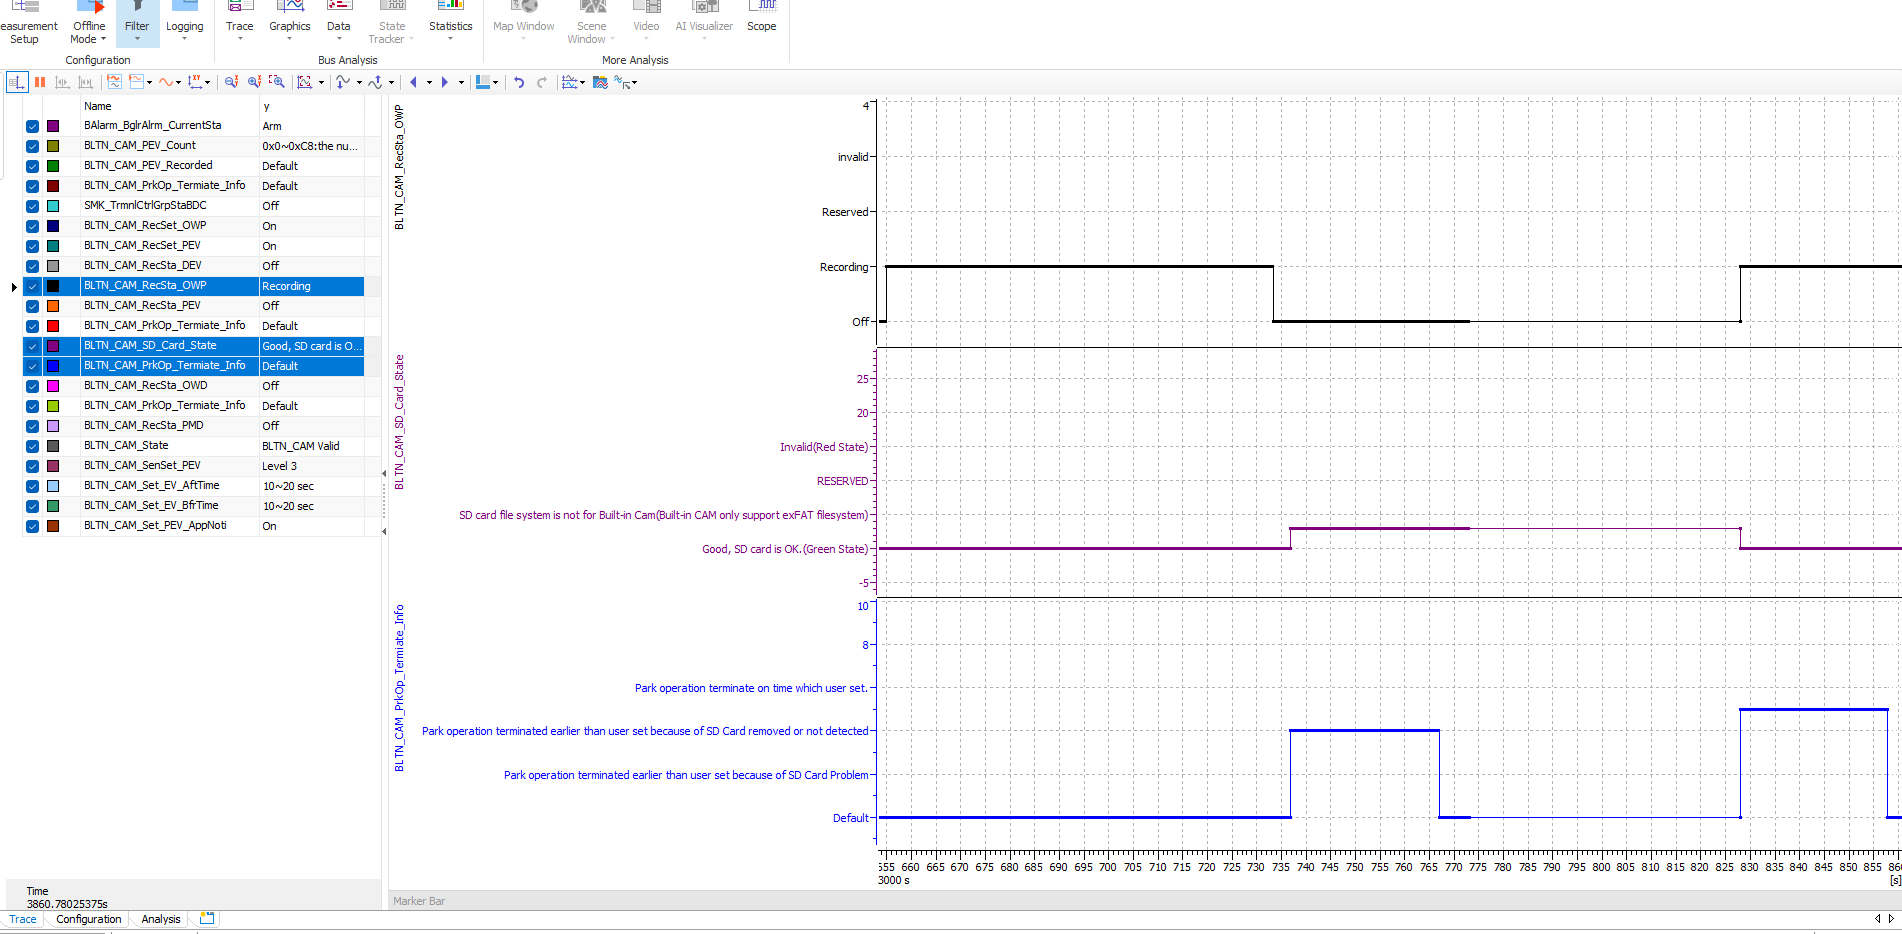 easurement Setup
Offline Mode
Filter
Logging
Trace
Graphics
Data
State Tracker
Statistics
Map Window
Scene Window
Video
AI Visualizer
Scope
Configuration
Bus Analysis
More Analysis
Name y
BAlarm_BglrAlrm_CurrentSta Arm
BLTN_CAM_PEV_Count 0x0~0xC8:the nu...
BLTN_CAM_PEV_Recorded Default
BLTN_CAM_PrkOp_Termiate_Info Default
SMK_TrmnlCtrlGrpStaBDC Off
BLTN_CAM_RecSet_OWP On
BLTN_CAM_RecSet_PEV On
BLTN_CAM_RecSta_DEV Off
BLTN_CAM_RecSta_OWP Recording
BLTN_CAM_RecSta_PEV Off
BLTN_CAM_PrkOp_Termiate_Info Default
BLTN_CAM_SD_Card_State Good, SD card is O...
BLTN_CAM_PrkOp_Termiate_Info Default
BLTN_CAM_RecSta_OWD Off
BLTN_CAM_PrkOp_Termiate_Info Default
BLTN_CAM_RecSta_PMD Off
BLTN_CAM_State BLTN_CAM Valid
BLTN_CAM_SenSet_PEV Level 3
BLTN_CAM_Set_EV_AftTime 10~20 sec
BLTN_CAM_Set_EV_BfrTime 10~20 sec
BLTN_CAM_Set_PEV_AppNoti On
Time
3860.78025375s
BLTN_CAM_RecSta_OWP
4
invalid
Reserved
Recording
Off
BLTN_CAM_SD_Card_State
25
20
Invalid(Red State)
RESERVED
SD card file system is not for Built-in Cam(Built-in CAM only support exFAT filesystem)
Good, SD card is OK.(Green State)
-5
BLTN_CAM_PrkOp_Termiate_Info
10
8
Park operation terminate on time which user set.
Park operation terminated earlier than user set because of SD Card removed or not detected
Park operation terminated earlier than user set because of SD Card Problem
Default
655 660 665 670 675 680 685 690 695 700 705 710 715 720 725 730 735 740 745 750 755 760 765 770 775 780 785 790 795 800 805 810 815 820 825 830 835 840 845 850 855 86
3000 s [s]
Marker Bar
Trace Configuration Analysis